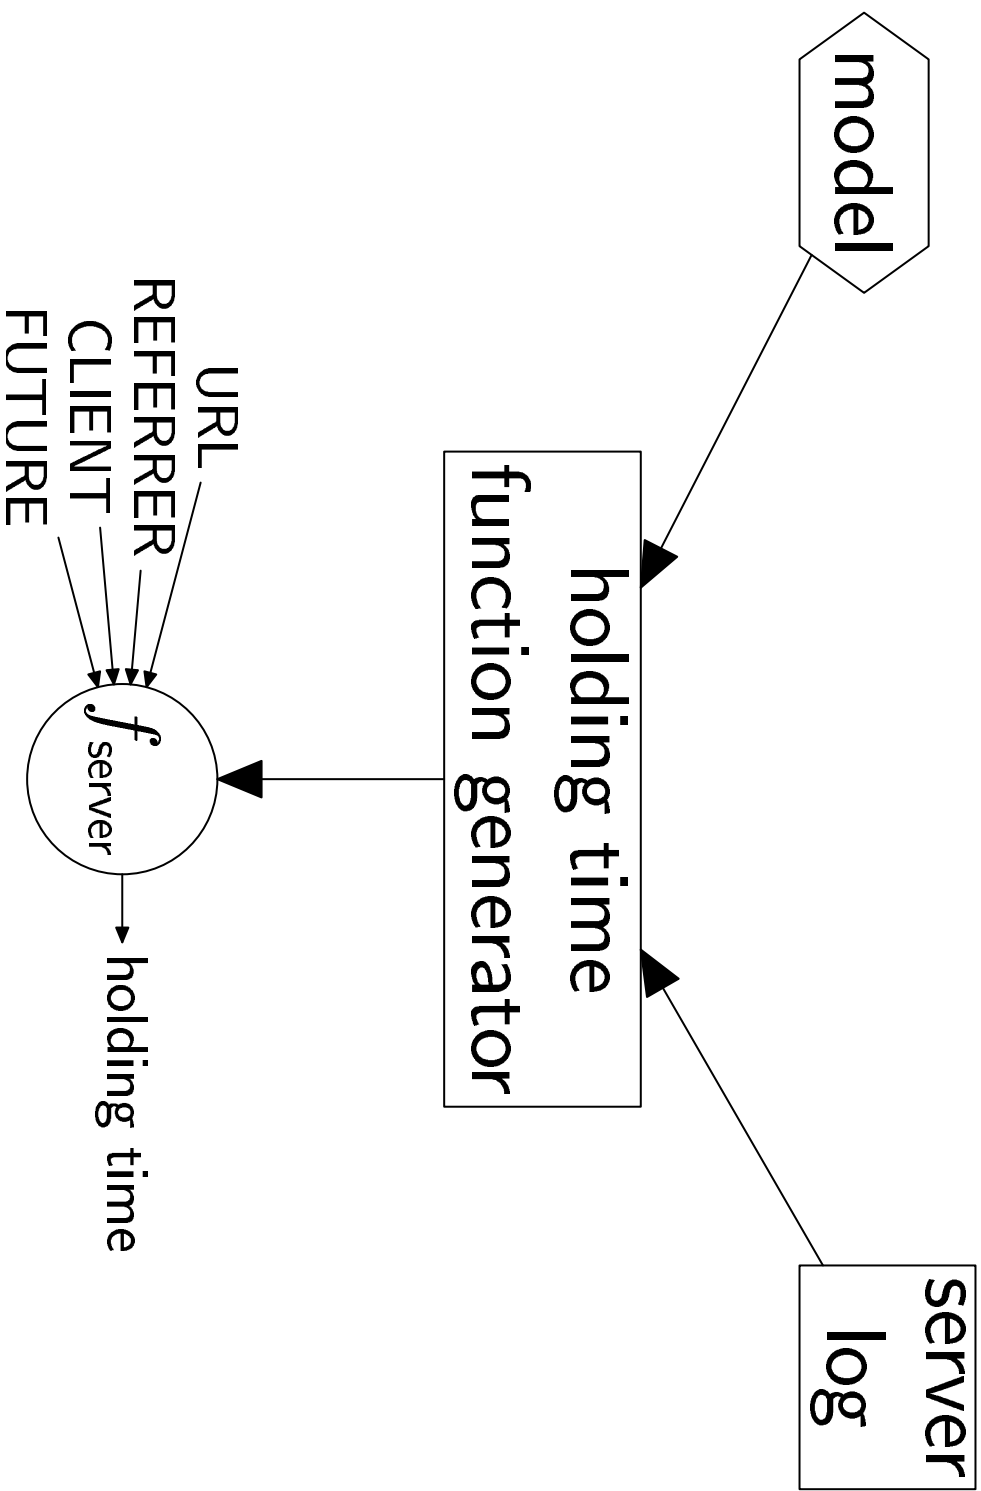 model
server
log
holding time
function generator
URL
REFERRER
CLIENT
FUTURE
f server
holding time